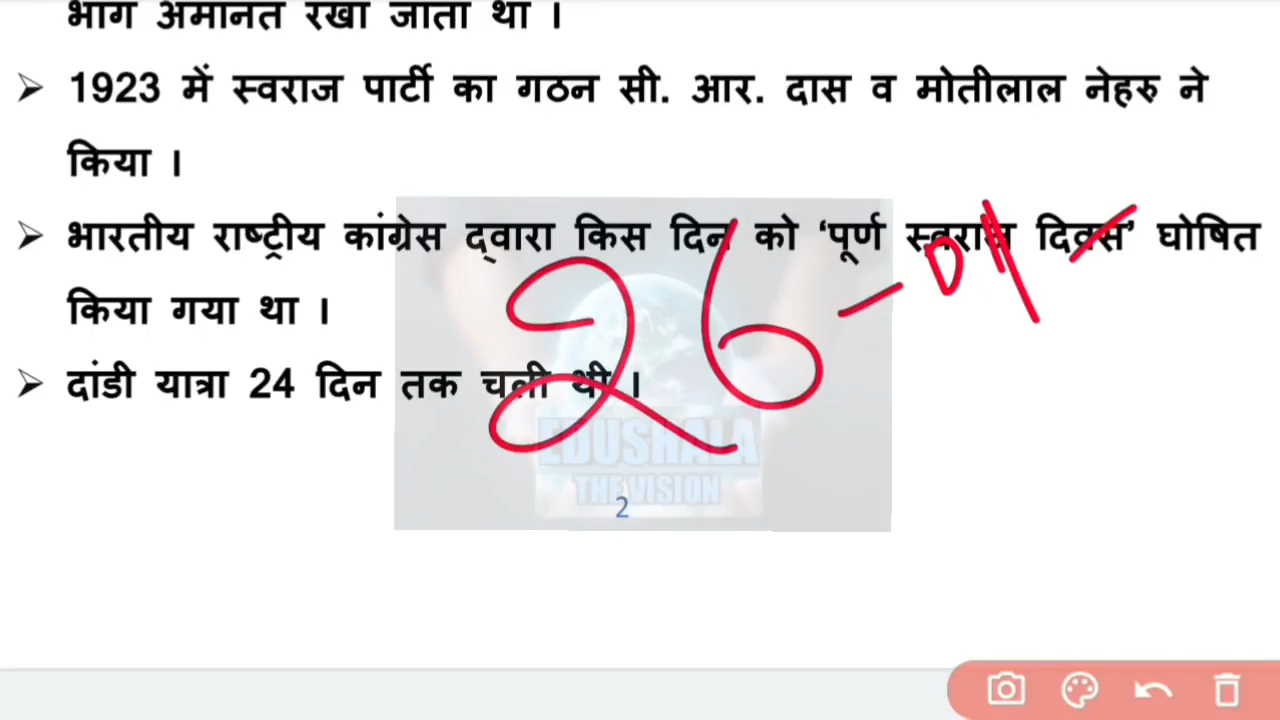 भाग अमानत रखा जाता था ।
➢ 1923 में स्वराज पार्टी का गठन सी. आर. दास व मोतीलाल नेहरु ने
किया ।
➢ भारतीय राष्ट्रीय कांग्रेस द्वारा किस दिन को ‘पूर्ण स्वराज दिवस’ घोषित
किया गया था ।
26-01-
➢ दांडी यात्रा 24 दिन तक चली थी ।
EDUSHALA
THE VISION
2